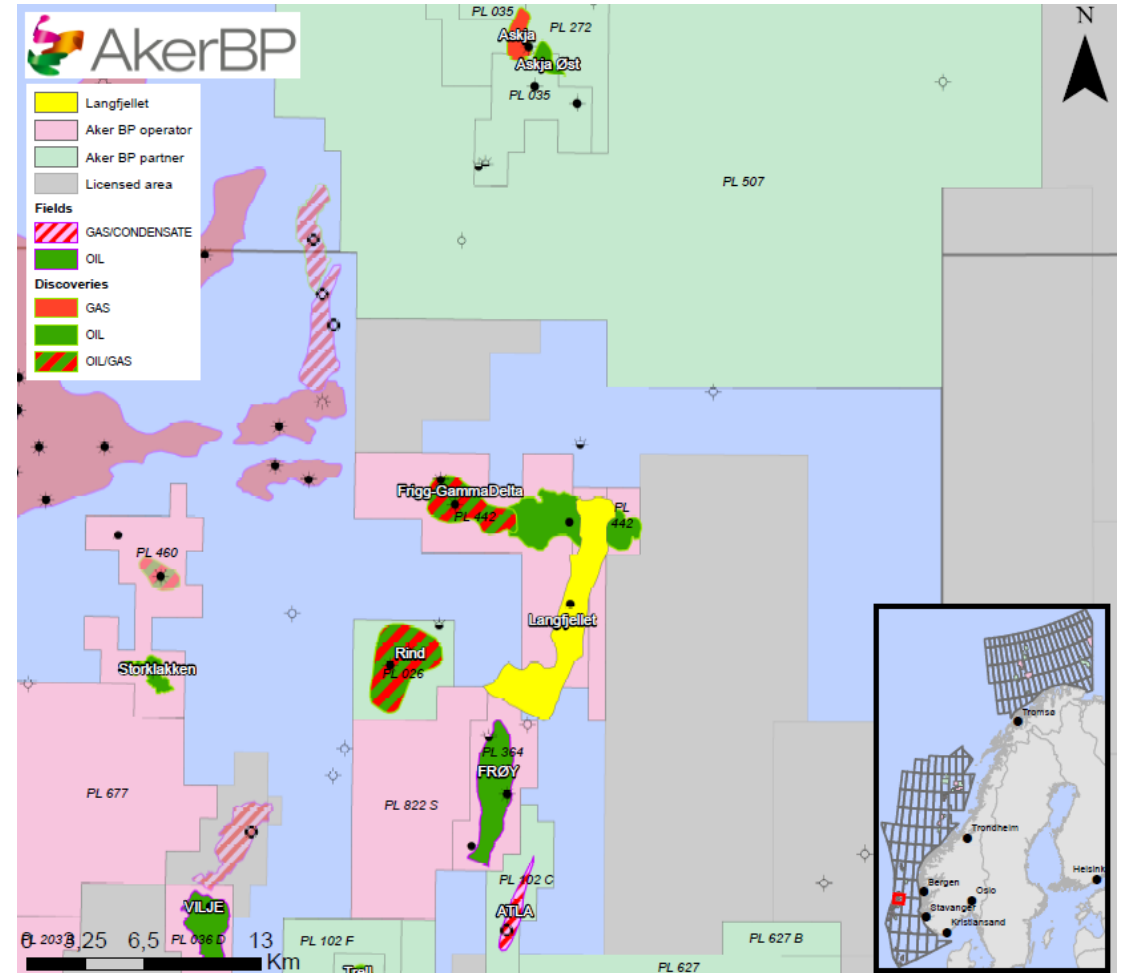 AkerBP
Langfjellet
Aker BP operator
Aker BP partner
Licensed area
Fields
GAS/CONDENSATE
OIL
Discoveries
GAS
OIL
OIL/GAS
N
PL 035
PL 272
Askja
Askja Øst
PL 035
PL 507
Frigg-GammaDelta
PL 442
PL
442
PL 460
Langfjellet
Rind
PL 026
Storklakken
PL 364
FRØY
PL 677
PL 822 S
PL 102 C
ATLA
VILJE
PL 036 D
PL 102 F
PL 627 B
PL 627
0 3,25 6,5 13
Km
Tromsø
Trondheim
Bergen
Oslo
Stavanger
Kristiansand